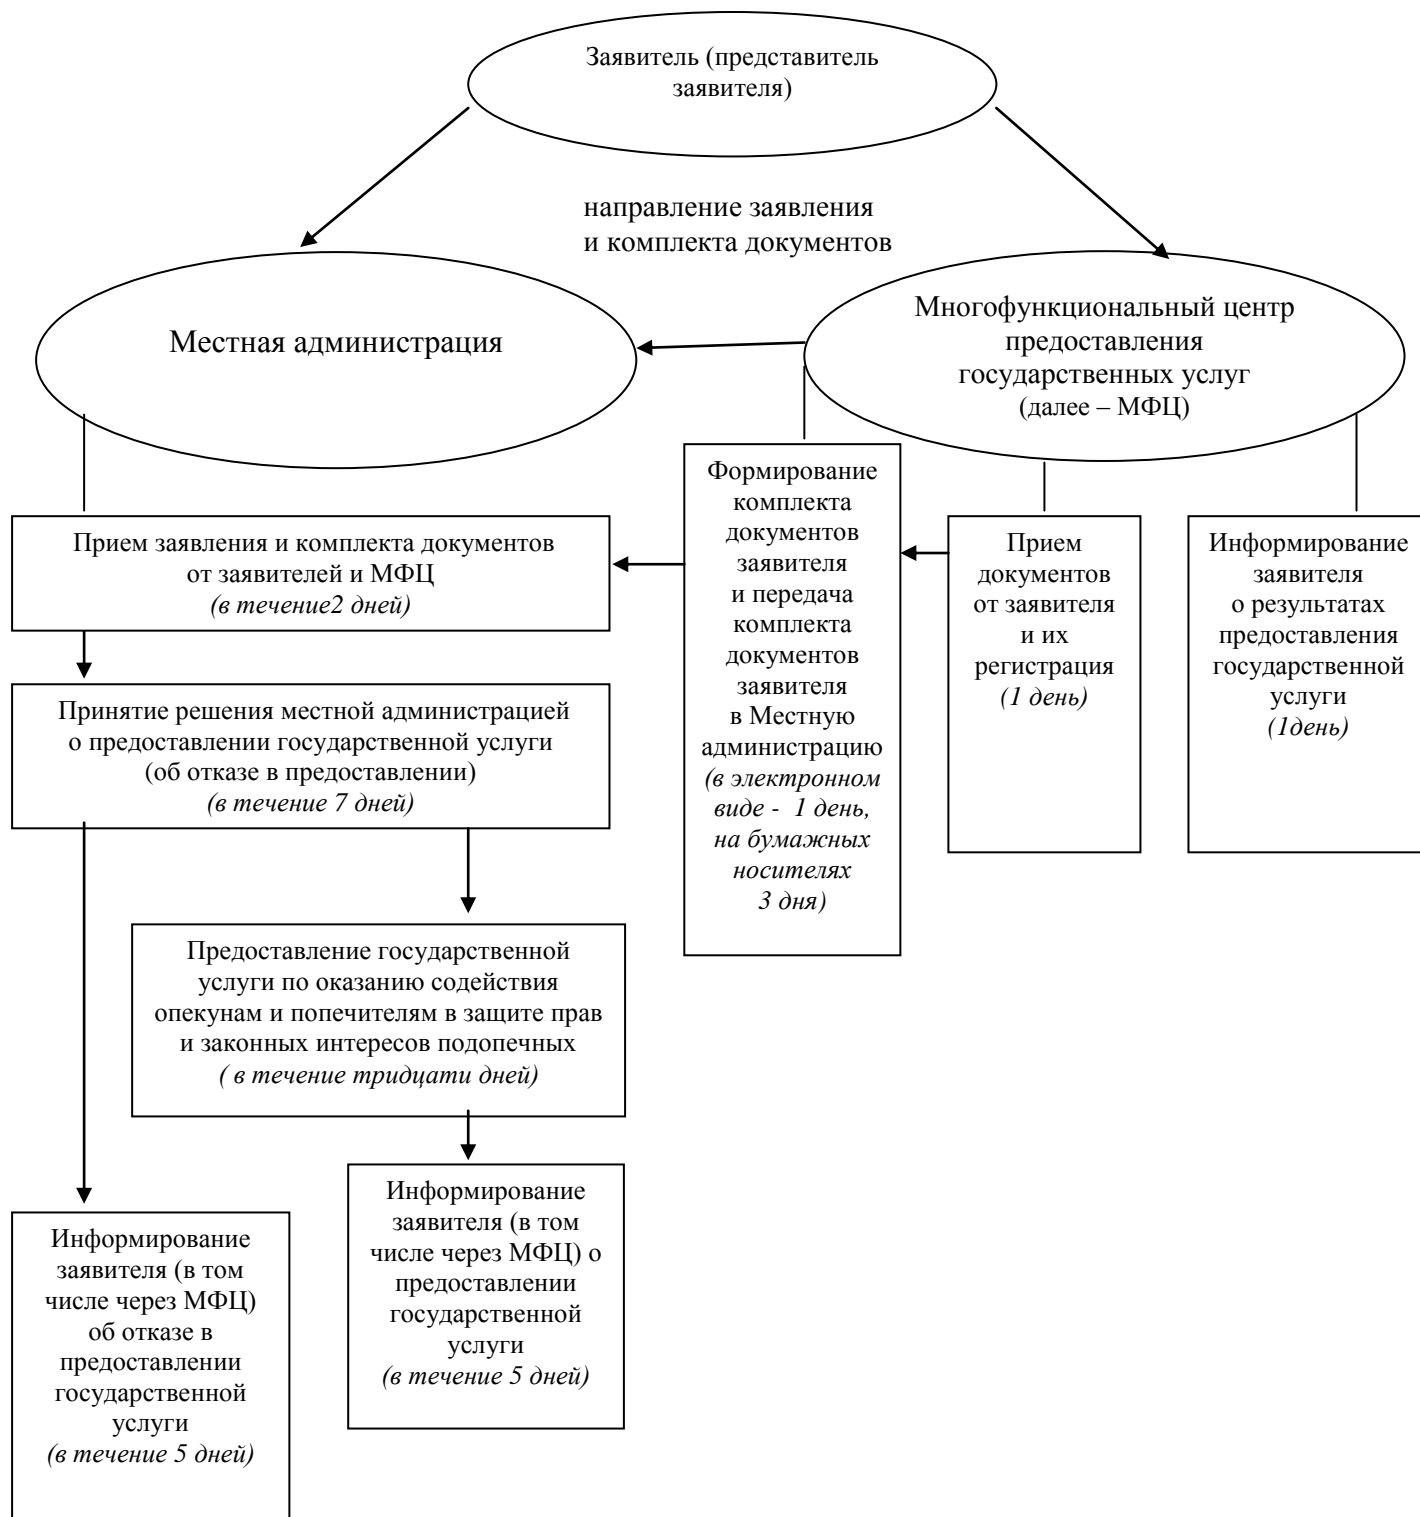 Заявитель (представитель
заявителя)
направление заявления
и комплекта документов
Местная администрация
Многофункциональный центр
предоставления
государственных услуг
(далее – МФЦ)
Прием заявления и комплекта документов
от заявителей и МФЦ
(в течение2 дней)
Формирование
комплекта
документов
заявителя
и передача
комплекта
документов
заявителя
в Местную
администрацию
(в электронном
виде - 1 день,
на бумажных
носителях
3 дня)
Прием
документов
от заявителя
и их
регистрация
(1 день)
Информирование
заявителя
о результатах
предоставления
государственной
услуги
(1день)
Принятие решения местной администрацией
о предоставлении государственной услуги
(об отказе в предоставлении)
(в течение 7 дней)
Предоставление государственной
услуги по оказанию содействия
опекунам и попечителям в защите прав
и законных интересов подопечных
( в течение тридцати дней)
Информирование
заявителя (в том
числе через МФЦ) о
предоставлении
государственной
услуги
(в течение 5 дней)
Информирование
заявителя (в том
числе через МФЦ)
об отказе в
предоставлении
государственной
услуги
(в течение 5 дней)